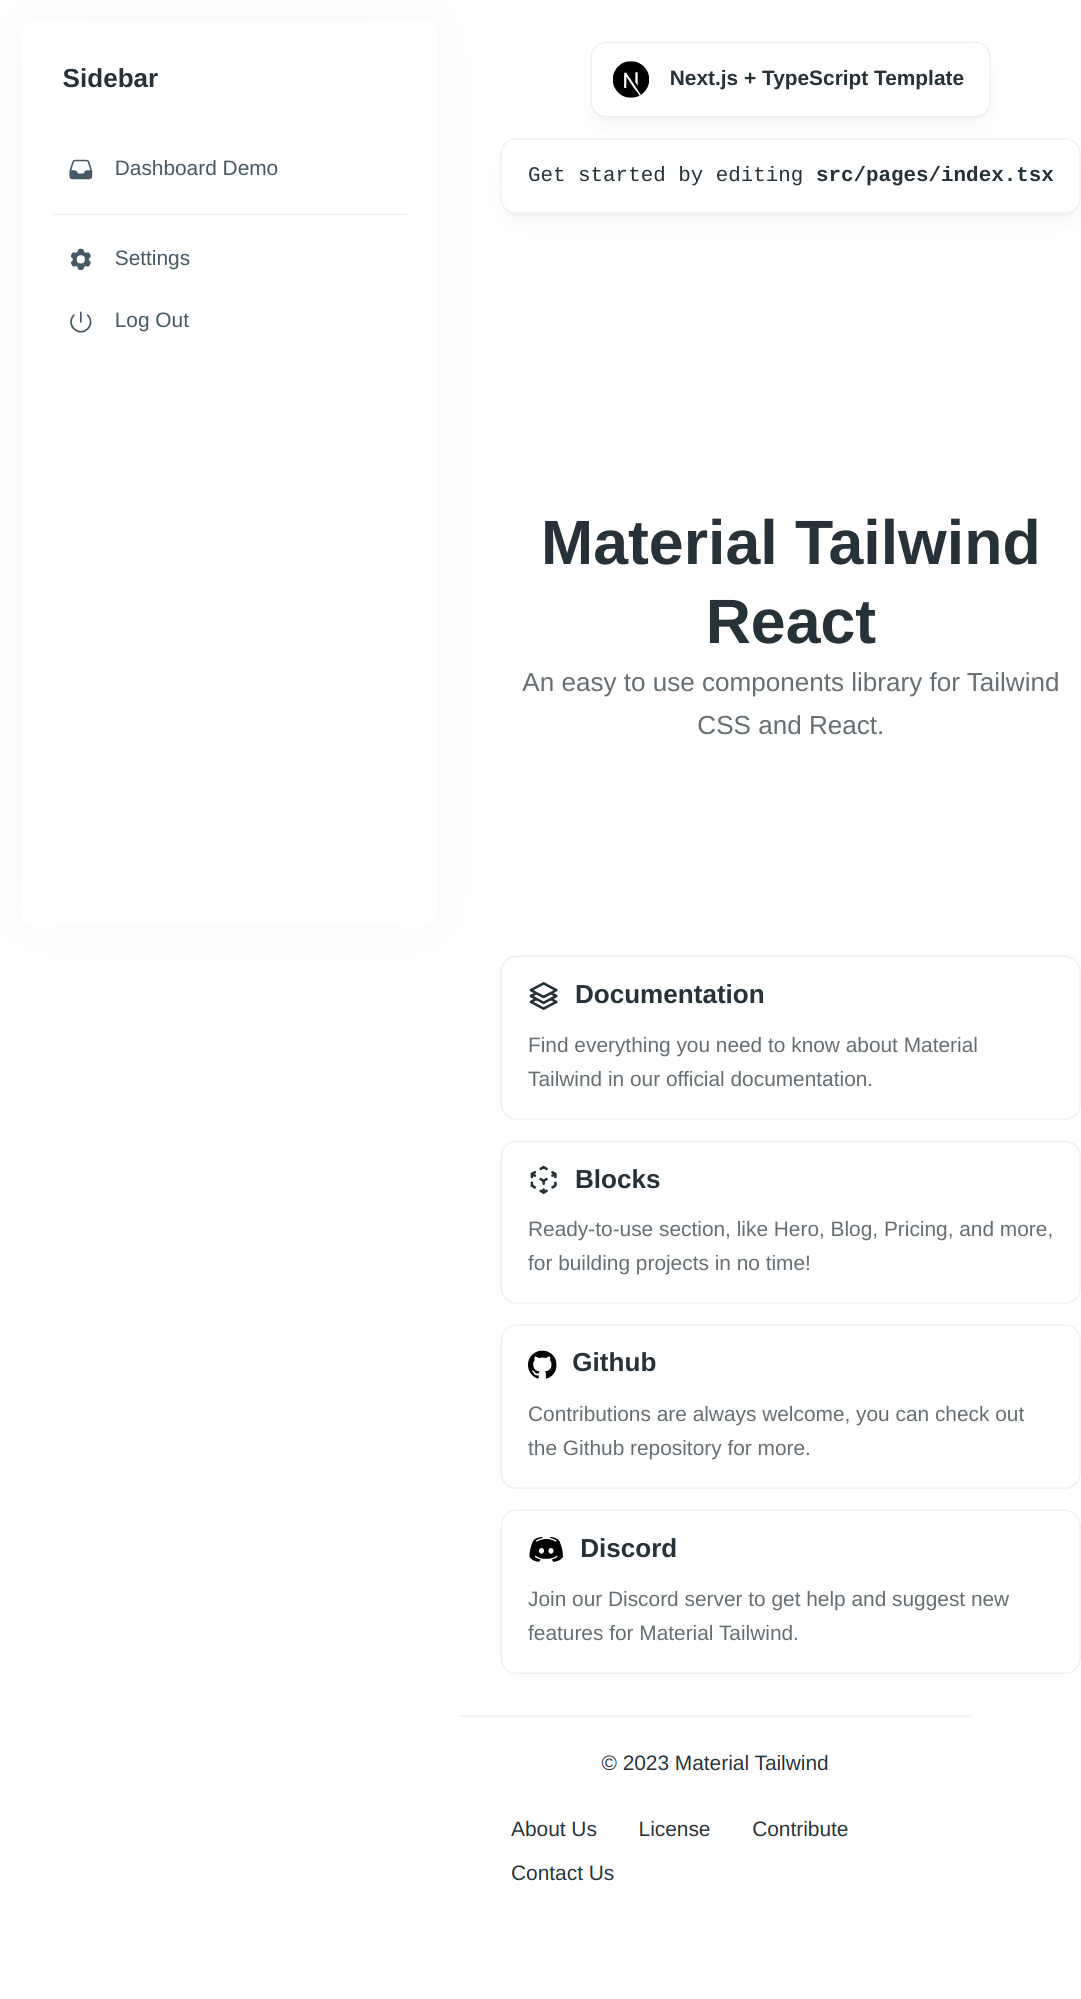 Sidebar
Dashboard Demo
Settings
Log Out
Next.js + TypeScript Template
Get started by editing src/pages/index.tsx
Material Tailwind
React
An easy to use components library for Tailwind
CSS and React.
Documentation
Find everything you need to know about Material
Tailwind in our official documentation.
Blocks
Ready-to-use section, like Hero, Blog, Pricing, and more,
for building projects in no time!
Github
Contributions are always welcome, you can check out
the Github repository for more.
Discord
Join our Discord server to get help and suggest new
features for Material Tailwind.
© 2023 Material Tailwind
About Us License Contribute
Contact Us